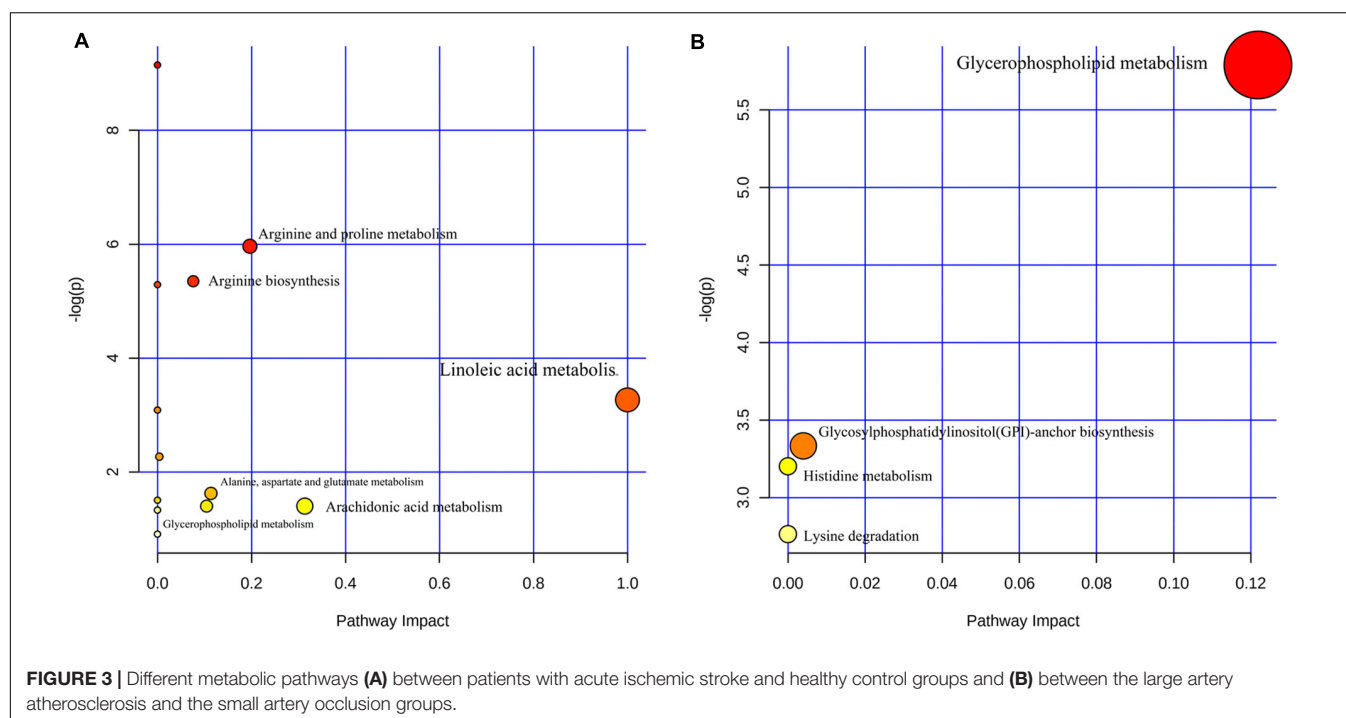 A
8
6
4
2
-log(p)
Arginine and proline metabolism
Arginine biosynthesis
Linoleic acid metabolis.
Alanine, aspartate and glutamate metabolism
Arachidonic acid metabolism
Glycerophospholipid metabolism
0.0 0.2 0.4 0.6 0.8 1.0
Pathway Impact
B
Glycerophospholipid metabolism
5.5
5.0
4.5
4.0
3.5
3.0
-log(p)
Glycosylphosphatidylinositol(GPI)-anchor biosynthesis
Histidine metabolism
Lysine degradation
0.00 0.02 0.04 0.06 0.08 0.10 0.12
Pathway Impact
FIGURE 3 | Different metabolic pathways (A) between patients with acute ischemic stroke and healthy control groups and (B) between the large artery
atherosclerosis and the small artery occlusion groups.